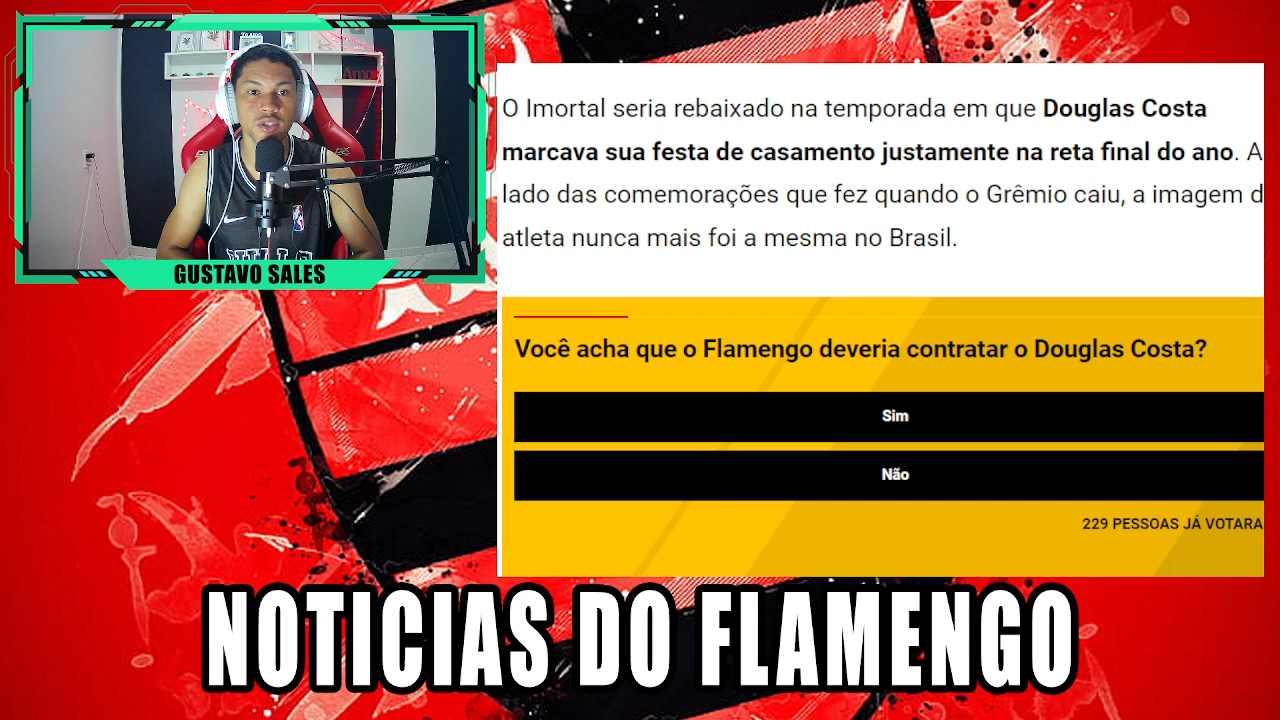 GUSTAVO SALES
O Imortal seria rebaixado na temporada em que Douglas Costa
marcava sua festa de casamento justamente na reta final do ano. A
lado das comemorações que fez quando o Grêmio caiu, a imagem d
atleta nunca mais foi a mesma no Brasil.
Você acha que o Flamengo deveria contratar o Douglas Costa?
Sim
Não
229 PESSOAS JÁ VOTARA
NOTICIAS DO FLAMENGO